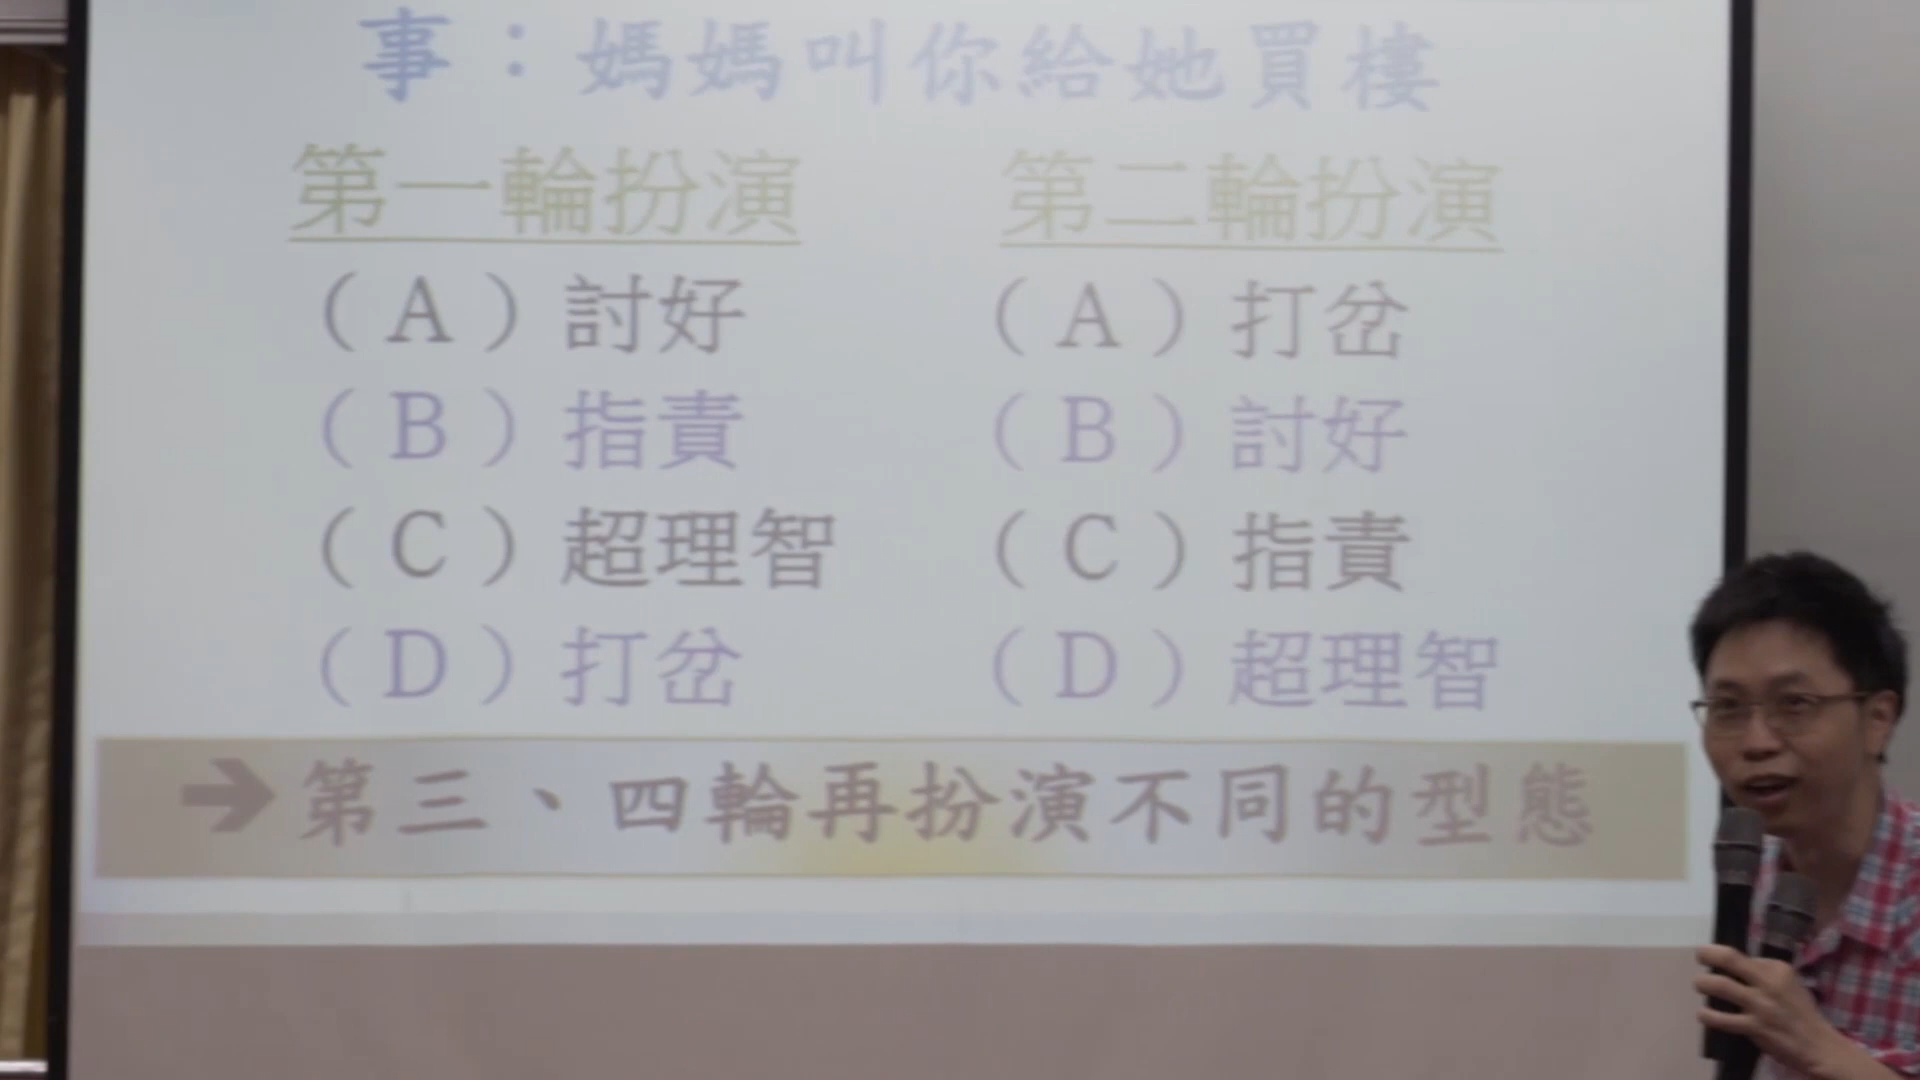 事：媽媽叫你給她買樓
第一輪扮演
（A）討好
（B）指責
（C）超理智
（D）打岔
第二輪扮演
（A）打岔
（B）討好
（C）指責
（D）超理智
➔第三、四輪再扮演不同的型態